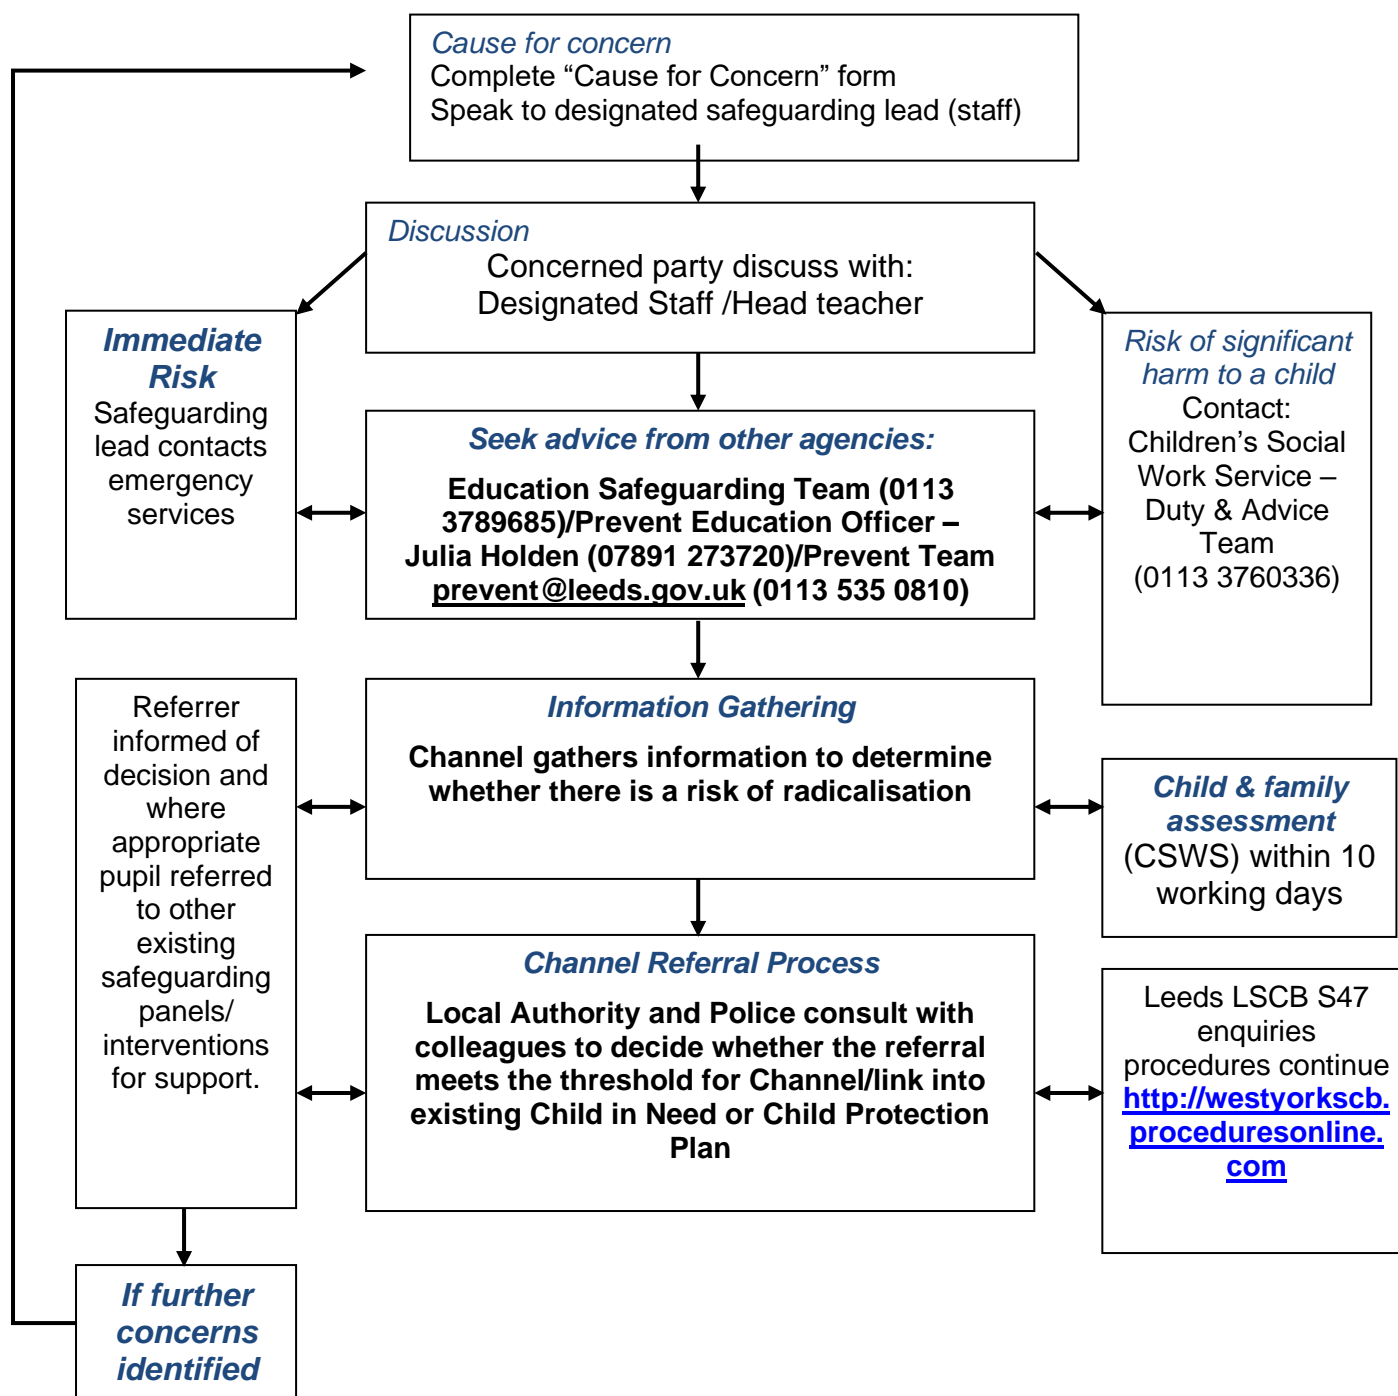 Cause for concern
Complete “Cause for Concern” form
Speak to designated safeguarding lead (staff)
Discussion
Concerned party discuss with:
Designated Staff /Head teacher
Immediate
Risk
Safeguarding
lead contacts
emergency
services
Seek advice from other agencies:
Education Safeguarding Team (0113
3789685)/Prevent Education Officer –
Julia Holden (07891 273720)/Prevent Team
prevent@leeds.gov.uk (0113 535 0810)
Risk of significant
harm to a child
Contact:
Children’s Social
Work Service –
Duty & Advice
Team
(0113 3760336)
Referrer
informed of
decision and
where
appropriate
pupil referred
to other
existing
safeguarding
panels/
interventions
for support.
Information Gathering
Channel gathers information to determine
whether there is a risk of radicalisation
Child & family
assessment
(CSWS) within 10
working days
Channel Referral Process
Local Authority and Police consult with
colleagues to decide whether the referral
meets the threshold for Channel/link into
existing Child in Need or Child Protection
Plan
Leeds LSCB S47
enquiries
procedures continue
http://westyorkscb.
proceduresonline.
com
If further
concerns
identified